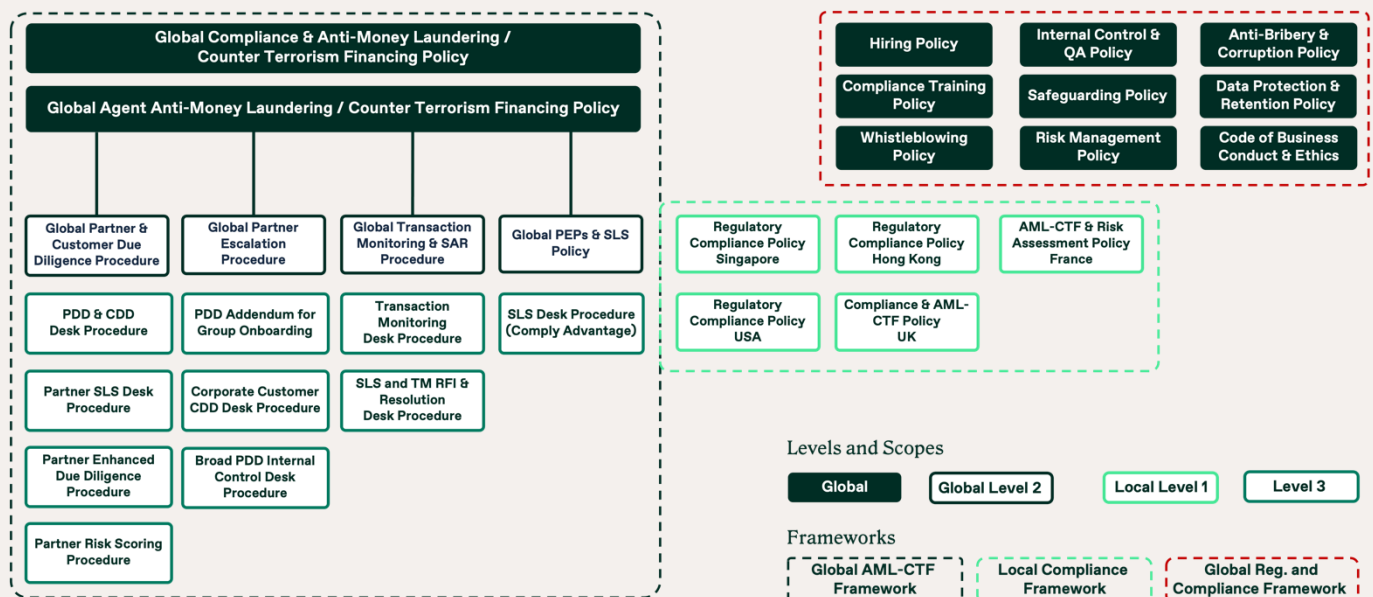 Global Compliance & Anti-Money Laundering /
Counter Terrorism Financing Policy
Global Agent Anti-Money Laundering / Counter Terrorism Financing Policy
Global Partner &
Customer Due
Diligence Procedure
Global Partner
Escalation
Procedure
Global Transaction
Monitoring & SAR
Procedure
Global PEPs & SLS
Policy
PDD & CDD
Desk Procedure
PDD Addendum for
Group Onboarding
Transaction
Monitoring
Desk Procedure
SLS Desk Procedure
(Comply Advantage)
Partner SLS Desk
Procedure
Corporate Customer
CDD Desk Procedure
SLS and TM RFI &
Resolution
Desk Procedure
Partner Enhanced
Due Diligence
Procedure
Broad PDD Internal
Control Desk
Procedure
Partner Risk Scoring
Procedure
Hiring Policy
Internal Control &
QA Policy
Anti-Bribery &
Corruption Policy
Compliance Training
Policy
Safeguarding Policy
Data Protection &
Retention Policy
Whistleblowing
Policy
Risk Management
Policy
Code of Business
Conduct & Ethics
Regulatory
Compliance Policy
Singapore
Regulatory
Compliance Policy
Hong Kong
AML-CTF & Risk
Assessment Policy
France
Regulatory
Compliance Policy
USA
Compliance & AML-
CTF Policy
UK
Levels and Scopes
Global
Global Level 2
Local Level 1
Level 3
Frameworks
Global AML-CTF
Framework
Local Compliance
Framework
Global Reg. and
Compliance Framework